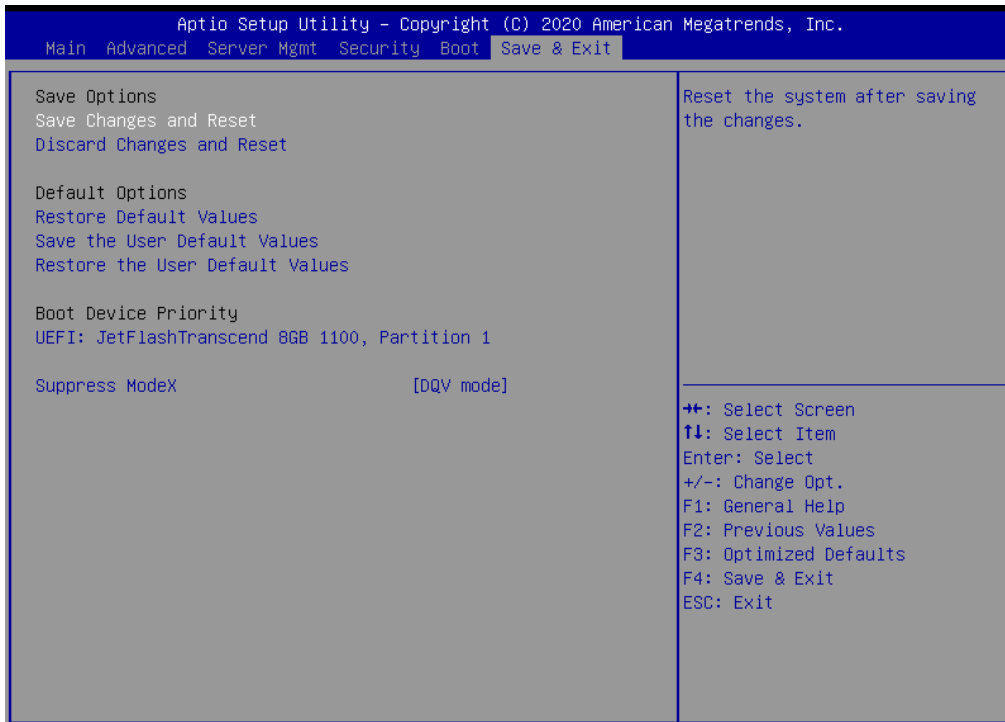 Aptio Setup Utility – Copyright (C) 2020 American Megatrends, Inc.
Main Advanced Server Mgmt Security Boot Save & Exit
Save Options
Save Changes and Reset
Discard Changes and Reset
Default Options
Restore Default Values
Save the User Default Values
Restore the User Default Values
Boot Device Priority
UEFI: JetFlashTranscend 8GB 1100, Partition 1
Suppress ModeX [DQV mode]
Reset the system after saving
the changes.
→←: Select Screen
↑↓: Select Item
Enter: Select
+/-: Change Opt.
F1: General Help
F2: Previous Values
F3: Optimized Defaults
F4: Save & Exit
ESC: Exit